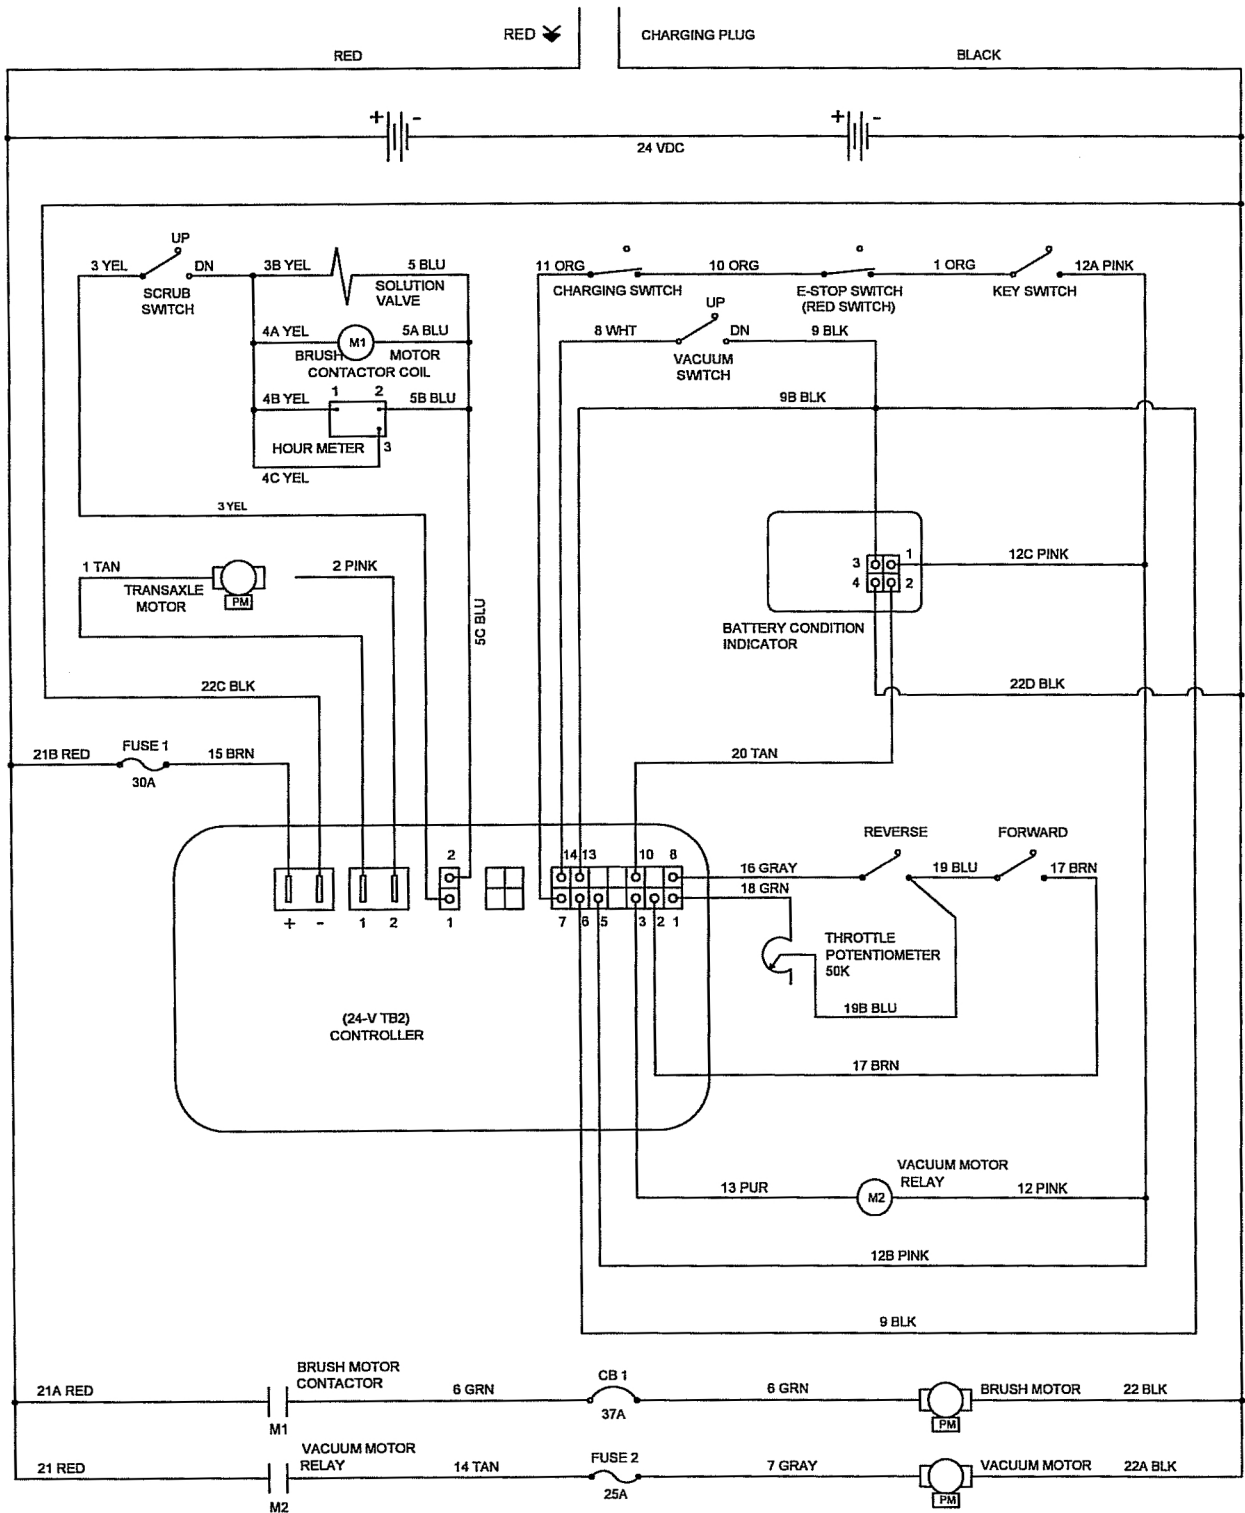 RED
CHARGING PLUG
RED
BLACK
+ -
+ -
24 VDC
UP
3 YEL
DN
3B YEL
5 BLU
SCRUB
SWITCH
SOLUTION
VALVE
11 ORG
10 ORG
1 ORG
12A PINK
CHARGING SWITCH
E-STOP SWITCH
(RED SWITCH)
KEY SWITCH
UP
8 WHT
DN
9 BLK
VACUUM
SWITCH
4A YEL
M1
5A BLU
BRUSH MOTOR
CONTACTOR COIL
1 2
4B YEL
5B BLU
HOUR METER
3
4C YEL
9B BLK
3 YEL
1 TAN
2 PINK
TRANSAXLE
MOTOR
PM
5C BLU
3 1
4 2
12C PINK
BATTERY CONDITION
INDICATOR
22C BLK
22D BLK
21B RED
FUSE 1
15 BRN
30A
20 TAN
REVERSE
FORWARD
2
14 13 10 8
16 GRAY
19 BLU
17 BRN
18 GRN
+ - 1 2 1
7 6 5 3 2 1
THROTTLE
POTENTIOMETER
50K
19B BLU
(24-V TB2)
CONTROLLER
17 BRN
VACUUM MOTOR
RELAY
13 PUR
M2
12 PINK
12B PINK
9 BLK
BRUSH MOTOR
CONTACTOR
21A RED
6 GRN
CB 1
37A
6 GRN
BRUSH MOTOR
22 BLK
M1
PM
VACUUM MOTOR
RELAY
21 RED
14 TAN
FUSE 2
25A
7 GRAY
VACUUM MOTOR
22A BLK
M2
PM